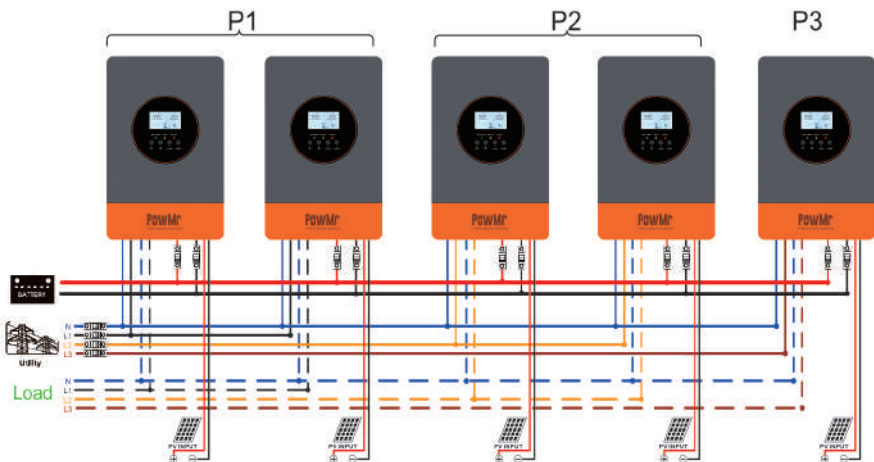 P1
P2
P3
PowMr
PowMr
PowMr
PowMr
PowMr
BATTERY
N
L1
L2
L3
Utility
Load
N
L1
L2
L3
PV INPUT
PV INPUT
PV INPUT
PV INPUT
PV INPUT